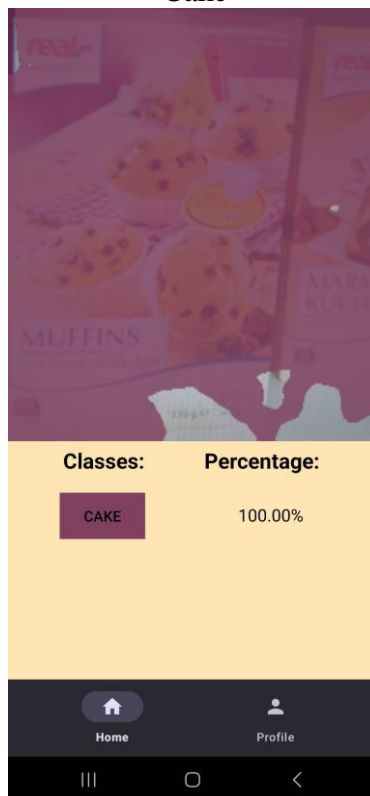 Cake
real,-
real
MUFFINS
MARM
KUCH
Classes:
Percentage:
CAKE
100.00%
Home
Profile